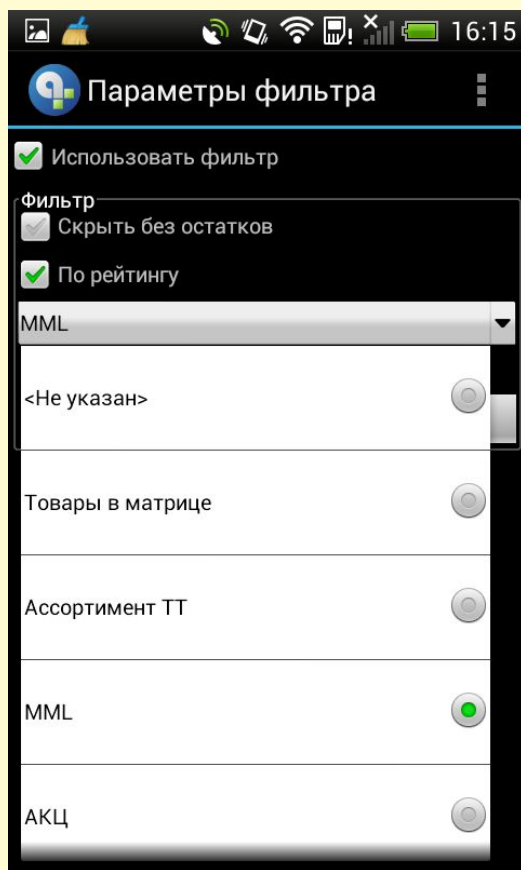 16:15
Параметры фильтра
Использовать фильтр
Фильтр
Скрыть без остатков
По рейтингу
MML
<Не указан>
Товары в матрице
Ассортимент ТТ
MML
АКЦ